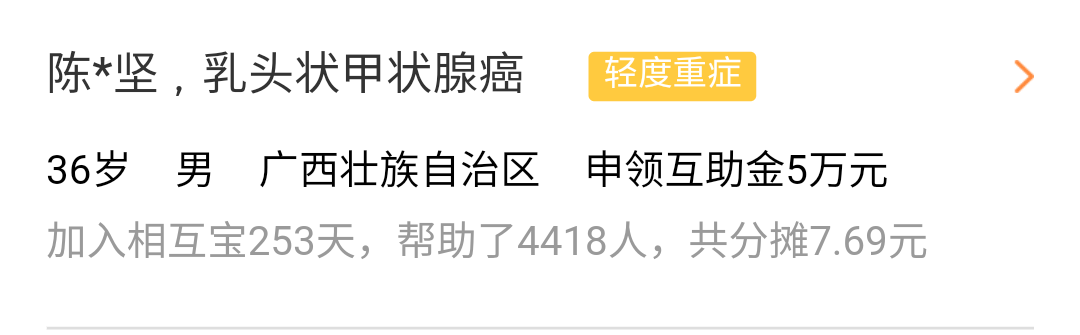 陈*坚，乳头状甲状腺癌 轻度重症
36岁 男 广西壮族自治区 申领互助金5万元
加入相互宝253天，帮助了4418人，共分摊7.69元